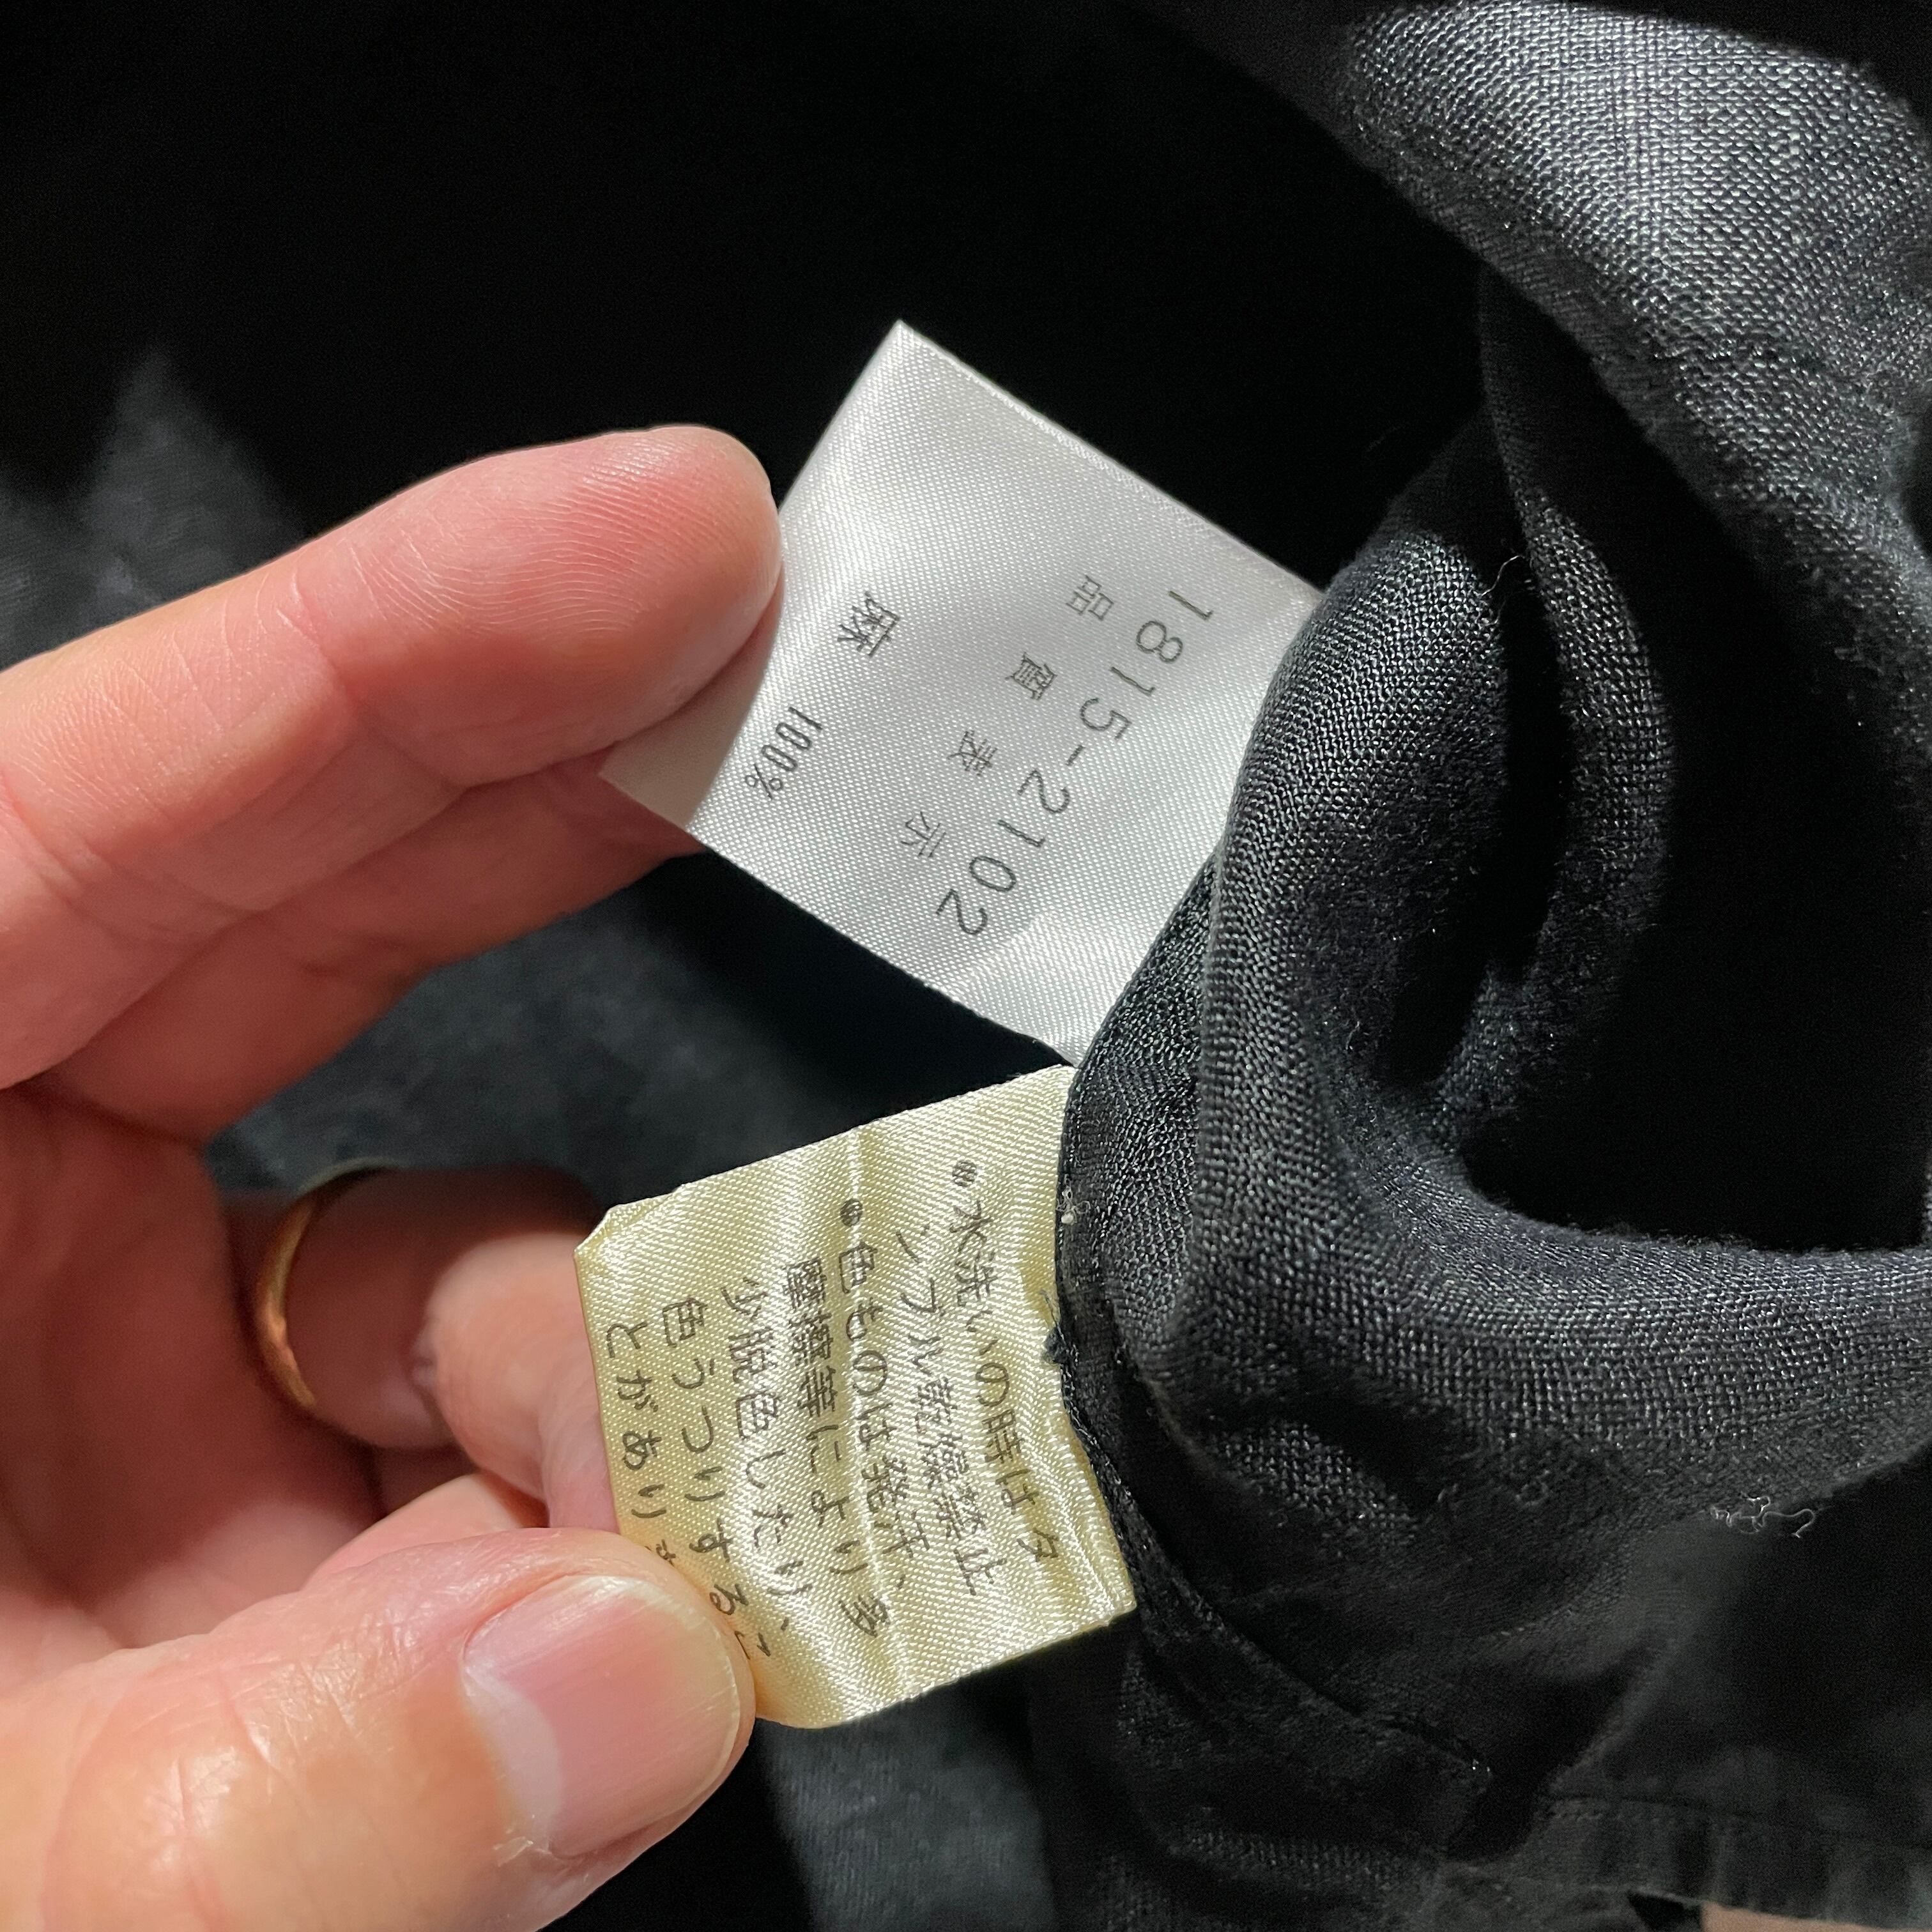 1815-2102
品質表示
麻 100%
●水洗いの時はタ
ンブル乾燥禁止
●色ものは発汗、
摩擦等により多
少脱色したり、
色うつりするこ
とがあり